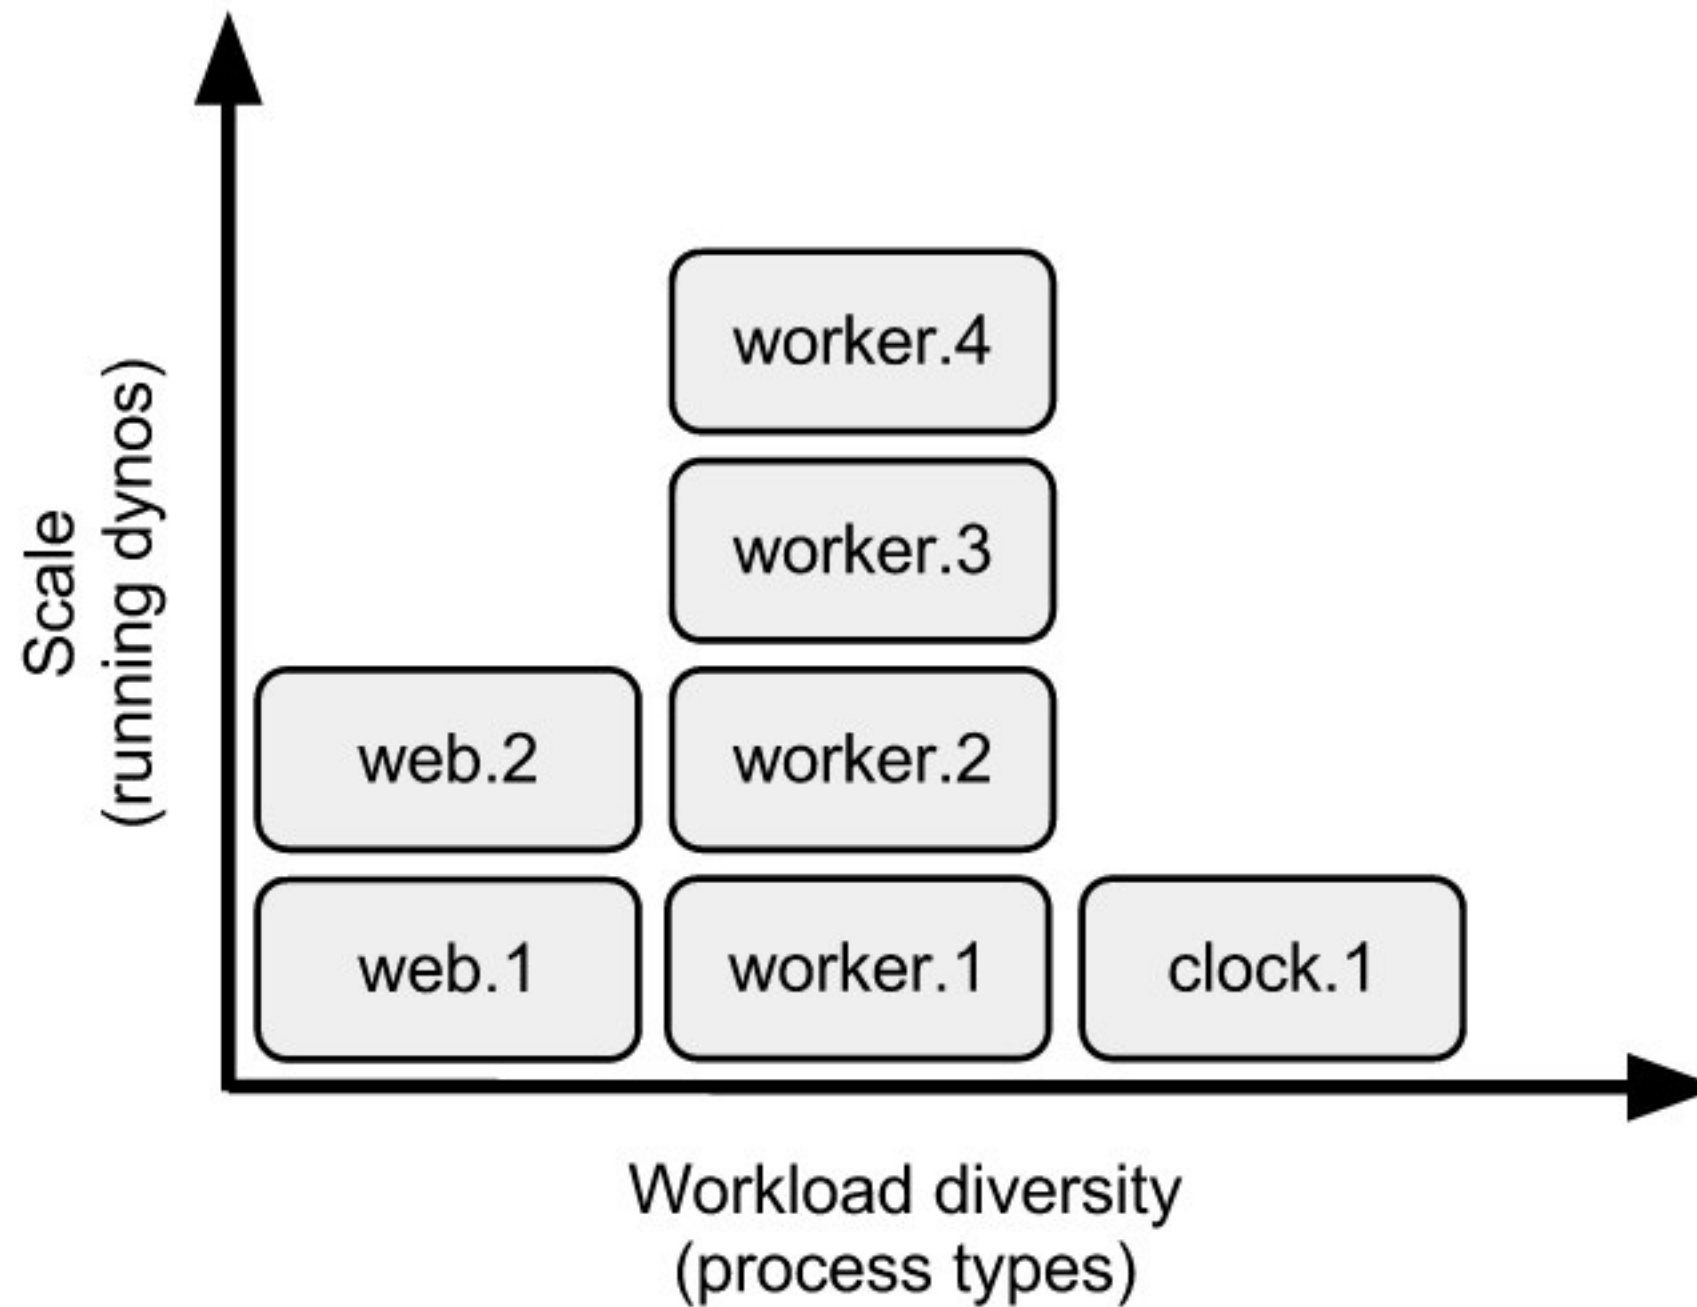 Scale
(running dynos)
worker.4
worker.3
web.2
worker.2
web.1
worker.1
clock.1
Workload diversity
(process types)